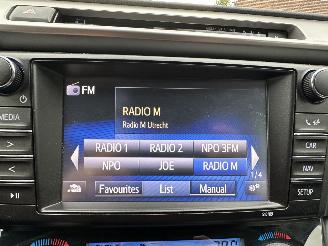 FM
RADIO M
Radio M Utrecht
RADIO 1 RADIO 2 NPO 3FM
NPO JOE RADIO M
1/4
Favourites List Manual
MEDIA
CAR
NAV
SETUP